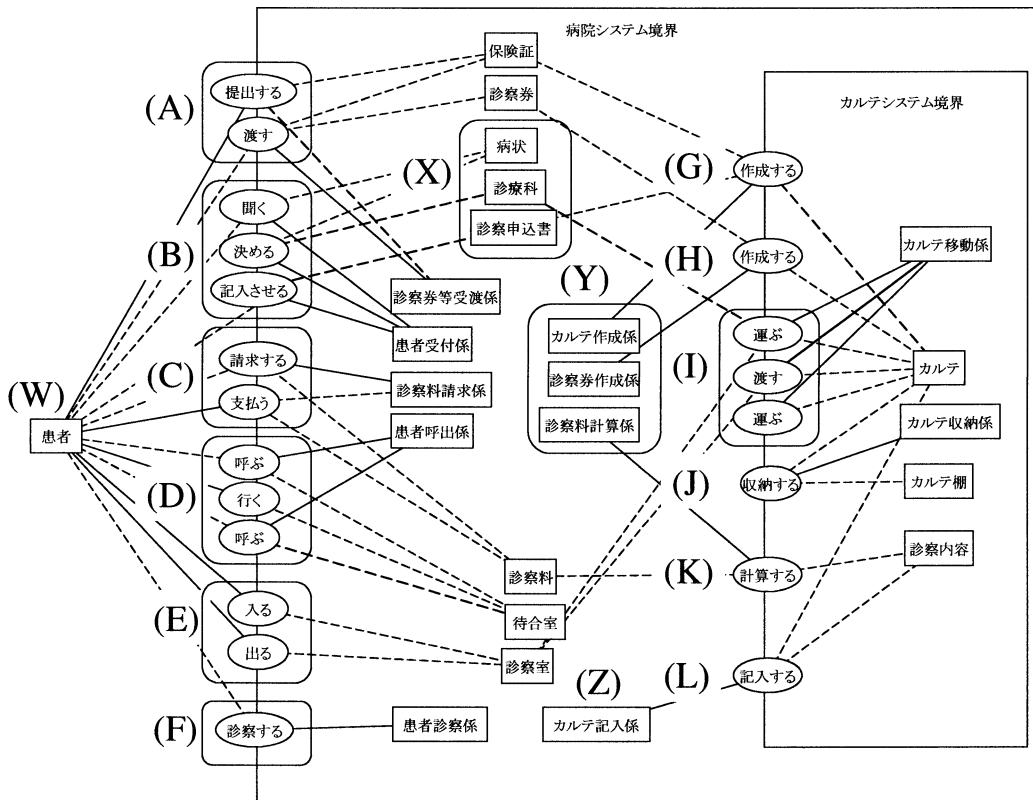 病院システム境界
カルテシステム境界
(A)
提出する
渡す
保険証
診察券
(X)
病状
診療科
診察申込書
(B)
聞く
決める
記入させる
診察券等受渡係
患者受付係
(G)
作成する
(H)
作成する
カルテ移動係
(Y)
カルテ作成係
診察券作成係
診察料計算係
(I)
運ぶ
渡す
運ぶ
カルテ
カルテ収納係
(W)
患者
(C)
請求する
支払う
診察料請求係
患者呼出係
(D)
呼ぶ
行く
呼ぶ
(J)
収納する
カルテ棚
診察内容
診察料
(K)
計算する
(E)
入る
出る
待合室
診察室
(Z)
カルテ記入係
(L)
記入する
(F)
診察する
患者診察係